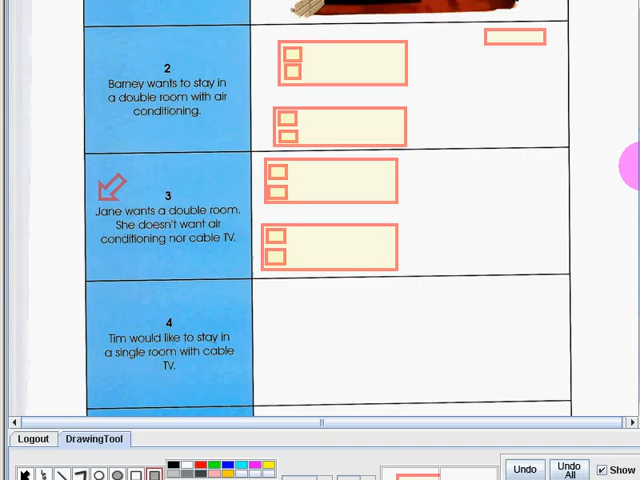 2
Barney wants to stay in
a double room with air
conditioning.
3
Jane wants a double room.
She doesn't want air
conditioning nor cable TV.
4
Tim would like to stay in
a single room with cable
TV.
Logout
DrawingTool
Undo
Undo
All
Show